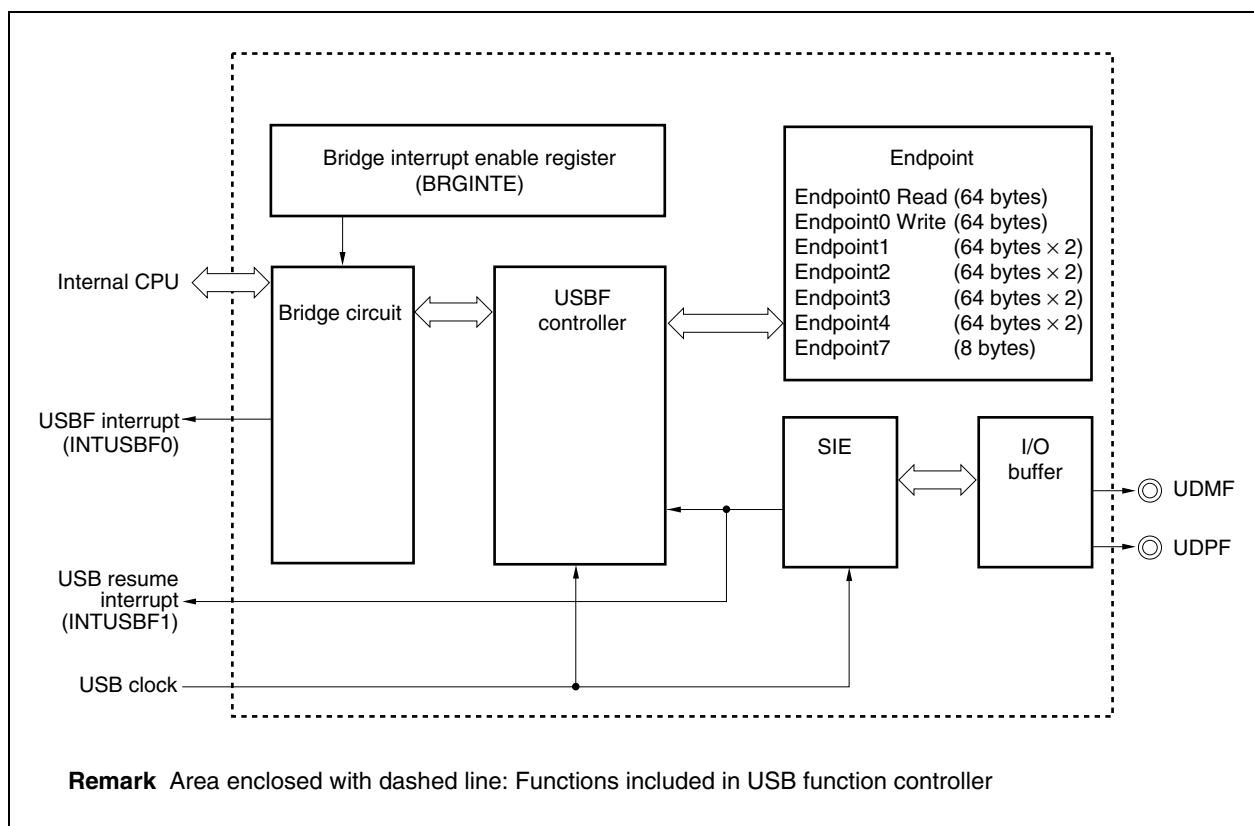 Bridge interrupt enable register
(BRGINTE)
Endpoint
Endpoint0 Read (64 bytes)
Endpoint0 Write (64 bytes)
Endpoint1 (64 bytes × 2)
Endpoint2 (64 bytes × 2)
Endpoint3 (64 bytes × 2)
Endpoint4 (64 bytes × 2)
Endpoint7 (8 bytes)
Internal CPU
Bridge circuit
USBF
controller
USBF interrupt
(INTUSBF0)
SIE
I/O
buffer
UDMF
UDPF
USB resume
interrupt
(INTUSBF1)
USB clock
Remark Area enclosed with dashed line: Functions included in USB function controller